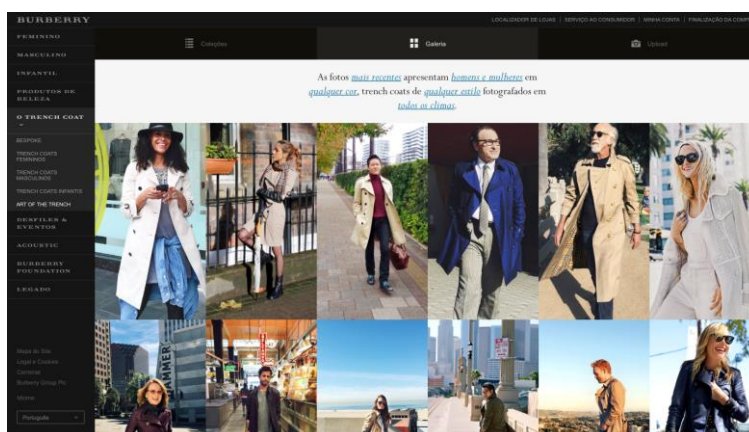 BURBERRY
LOCALIZADOR DE LOJAS | SERVIÇO AO CONSUMIDOR | MINHA CONTA | FINALIZAÇÃO DA COMP
FEMININO
MASCULINO
INFANTIL
PRODUTOS DE
BELEZA
O TRENCH COAT
BESPOKE
TRENCH COATS
FEMININOS
TRENCH COATS
MASCULINOS
TRENCH COATS INFANTIS
ART OF THE TRENCH
DESFILES &
EVENTOS
ACOUSTIC
BURBERRY
FOUNDATION
LEGADO
Mapa do Site
Legal e Cookies
Carreiras
Burberry Group Plc
Idioma
Português
Coleções
Galeria
Upload
As fotos mais recentes apresentam homens e mulheres em
qualquer cor, trench coats de qualquer estilo fotografados em
todos os climas.
HAMMER